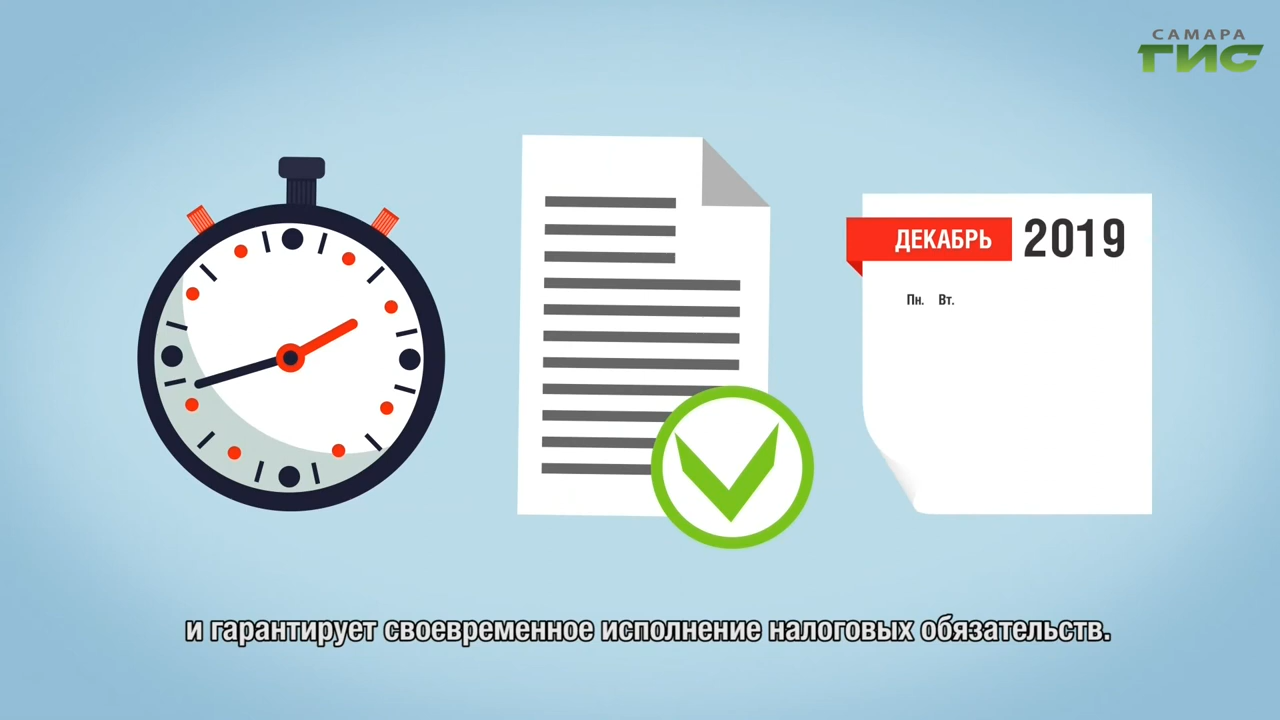 САМАРА
ГИС
ДЕКАБРЬ 2019
Пн. Вт.
и гарантирует своевременное исполнение налоговых обязательств.